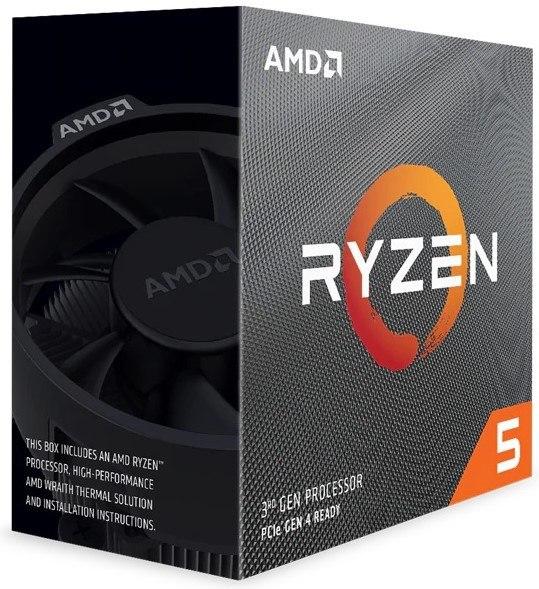 AMD
AMD
THIS BOX INCLUDES AN AMD RYZEN™
PROCESSOR, HIGH-PERFORMANCE
AMD WRAITH THERMAL SOLUTION
AND INSTALLATION INSTRUCTIONS.
AMD
RYZEN
5
3RD GEN PROCESSOR
PCIe GEN 4 READY